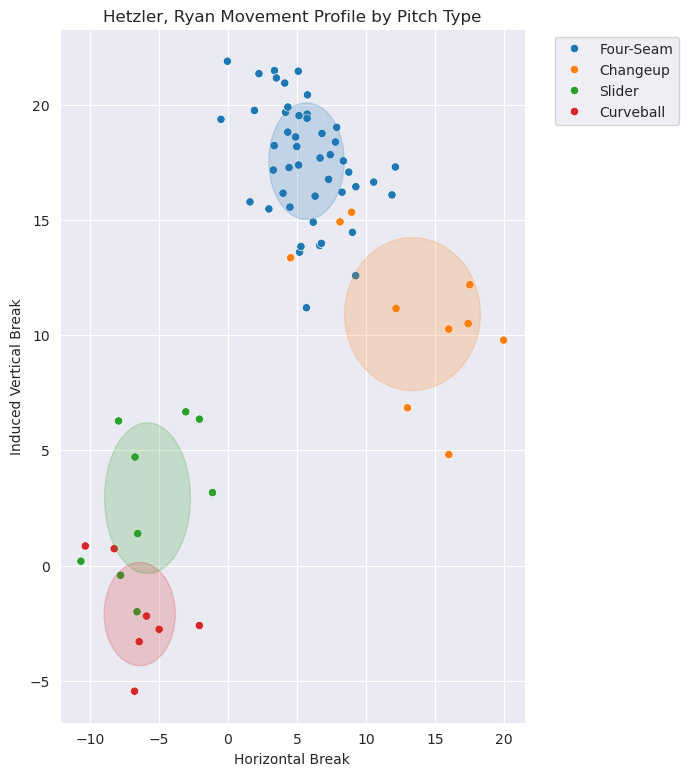 Hetzler, Ryan Movement Profile by Pitch Type
Four-Seam
Changeup
Slider
Curveball
Induced Vertical Break
20
15
10
5
0
−5
−10
−5
0
5
10
15
20
Horizontal Break